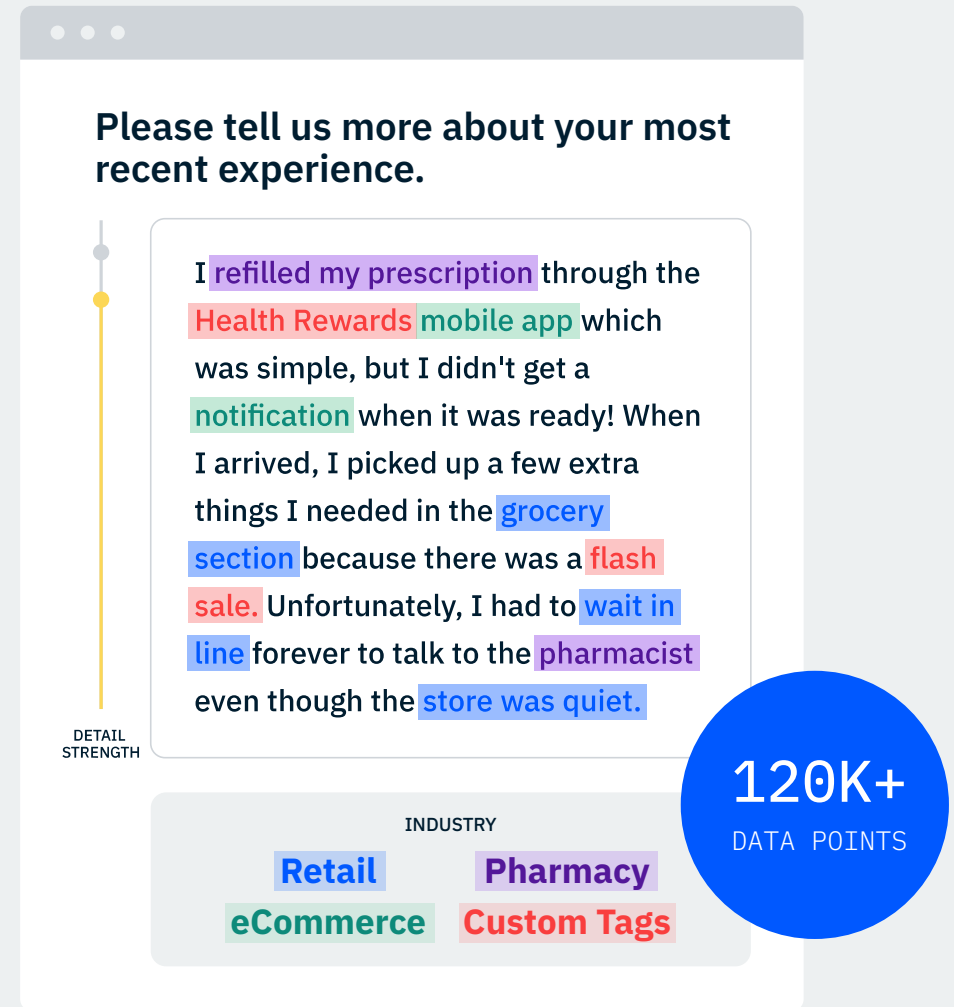 Please tell us more about your most
recent experience.
I refilled my prescription through the
Health Rewards mobile app which
was simple, but I didn't get a
notification when it was ready! When
I arrived, I picked up a few extra
things I needed in the grocery
section because there was a flash
sale. Unfortunately, I had to wait in
line forever to talk to the pharmacist
even though the store was quiet.
DETAIL
STRENGTH
120K+
DATA POINTS
INDUSTRY
Retail Pharmacy
eCommerce Custom Tags